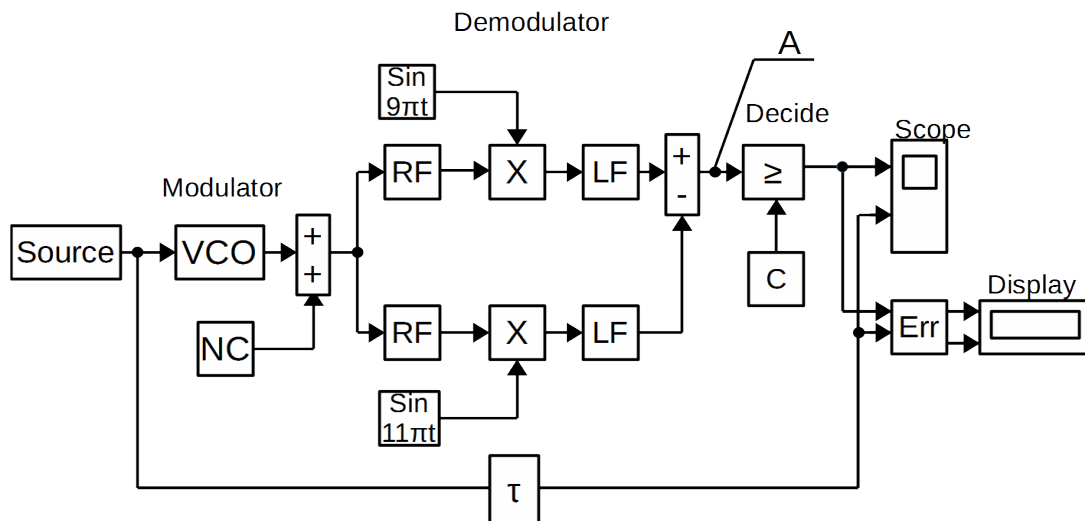 Demodulator
A
Sin
9πt
Decide
Scope
RF
X
LF
+
-
≥
Modulator
Source
VCO
+
+
C
Display
NC
RF
X
LF
Err
Sin
11πt
τ